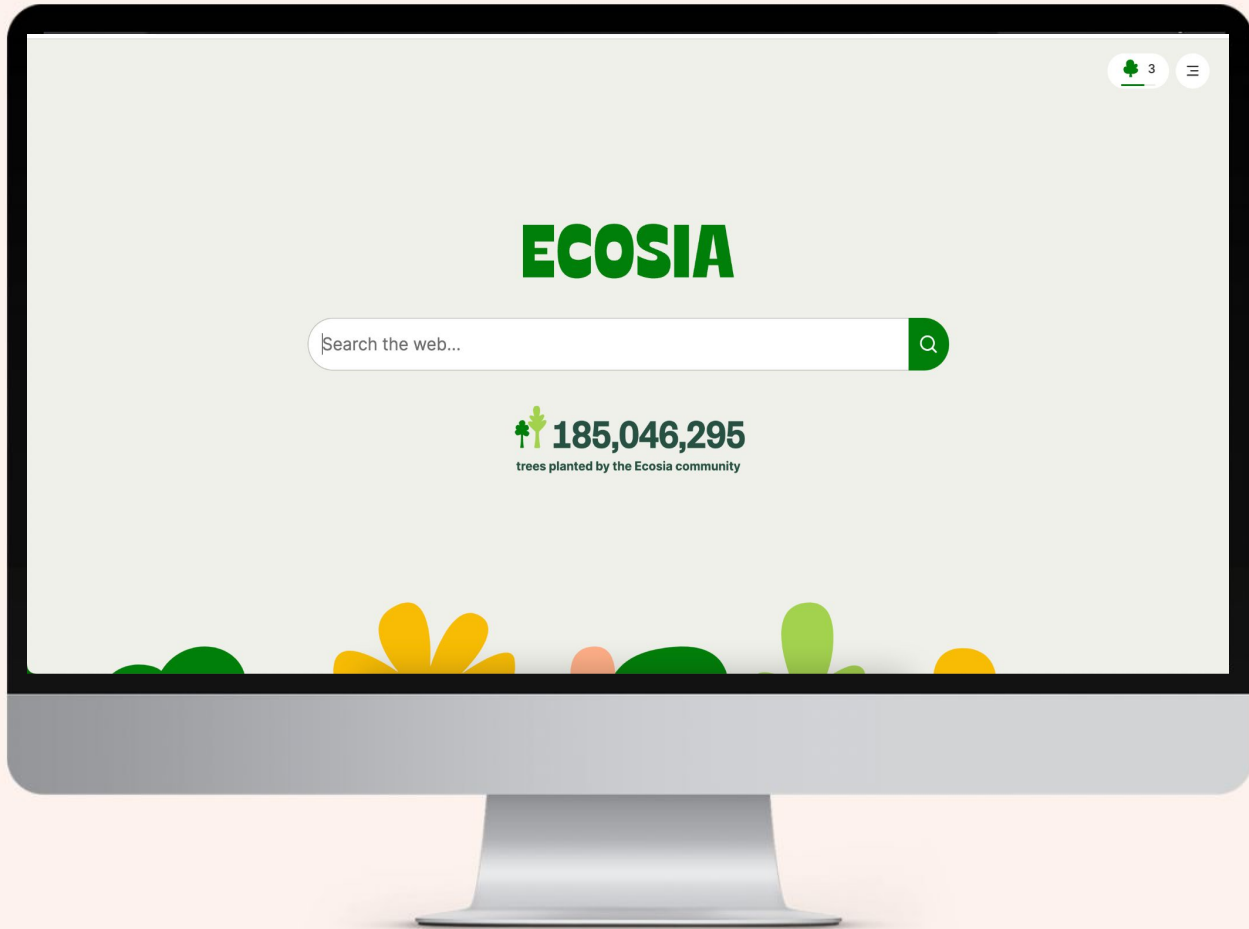 3
ECOSIA
Search the web...
185,046,295
trees planted by the Ecosia community